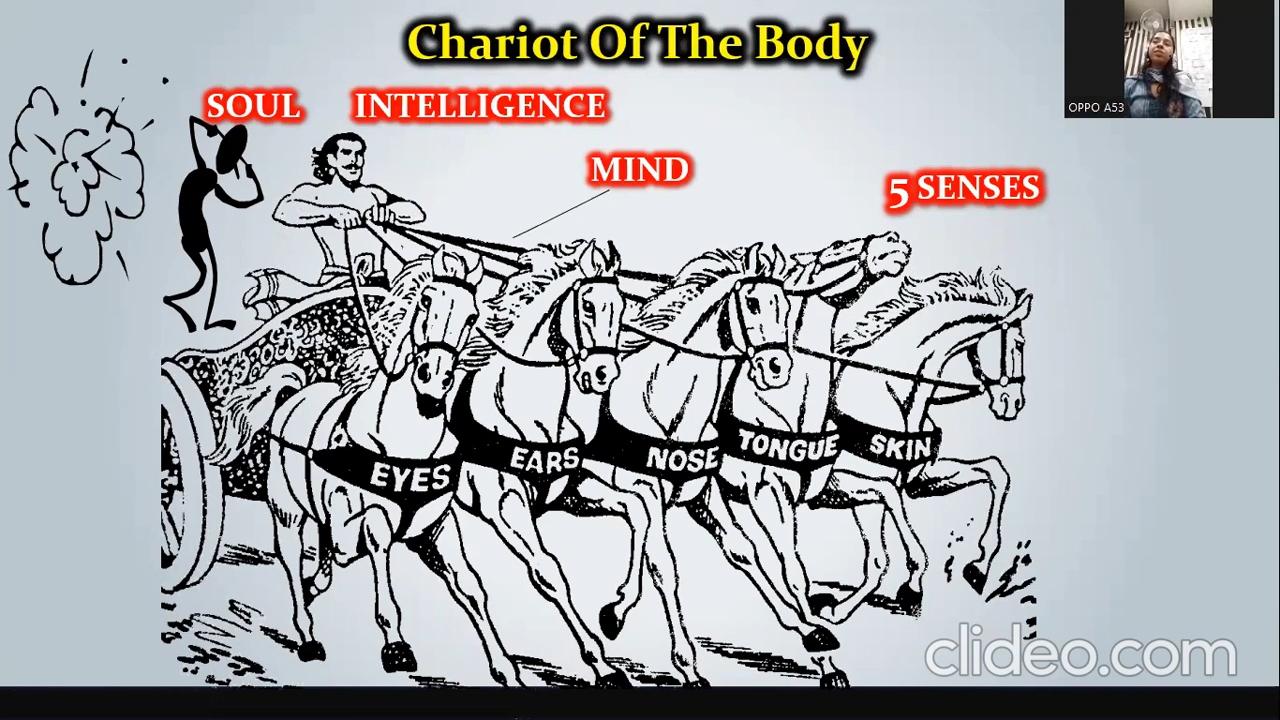 Chariot Of The Body
OPPO A53
SOUL
INTELLIGENCE
MIND
5 SENSES
EYES
EARS
NOSE
TONGUE
SKIN
clideo.com